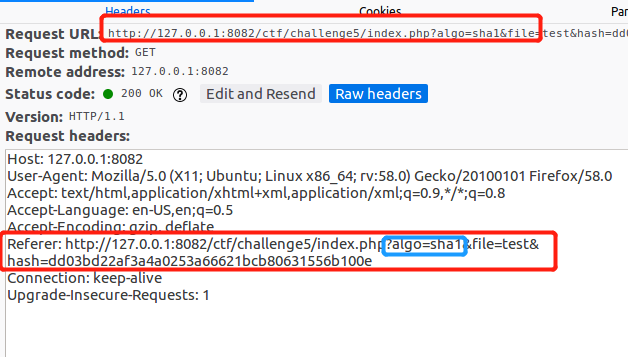 Headers Cookies Par
Request URL: http://127.0.0.1:8082/ctf/challenge5/index.php?algo=sha1&file=test&hash=dd0
Request method: GET
Remote address: 127.0.0.1:8082
Status code: 200 OK ? Edit and Resend Raw headers
Version: HTTP/1.1
Request headers:
Host: 127.0.0.1:8082
User-Agent: Mozilla/5.0 (X11; Ubuntu; Linux x86_64; rv:58.0) Gecko/20100101 Firefox/58.0
Accept: text/html,application/xhtml+xml,application/xml;q=0.9,*/*;q=0.8
Accept-Language: en-US,en;q=0.5
Accept-Encoding: gzip, deflate
Referer: http://127.0.0.1:8082/ctf/challenge5/index.php?algo=sha1&file=test&
hash=dd03bd22af3a4a0253a66621bcb80631556b100e
Connection: keep-alive
Upgrade-Insecure-Requests: 1